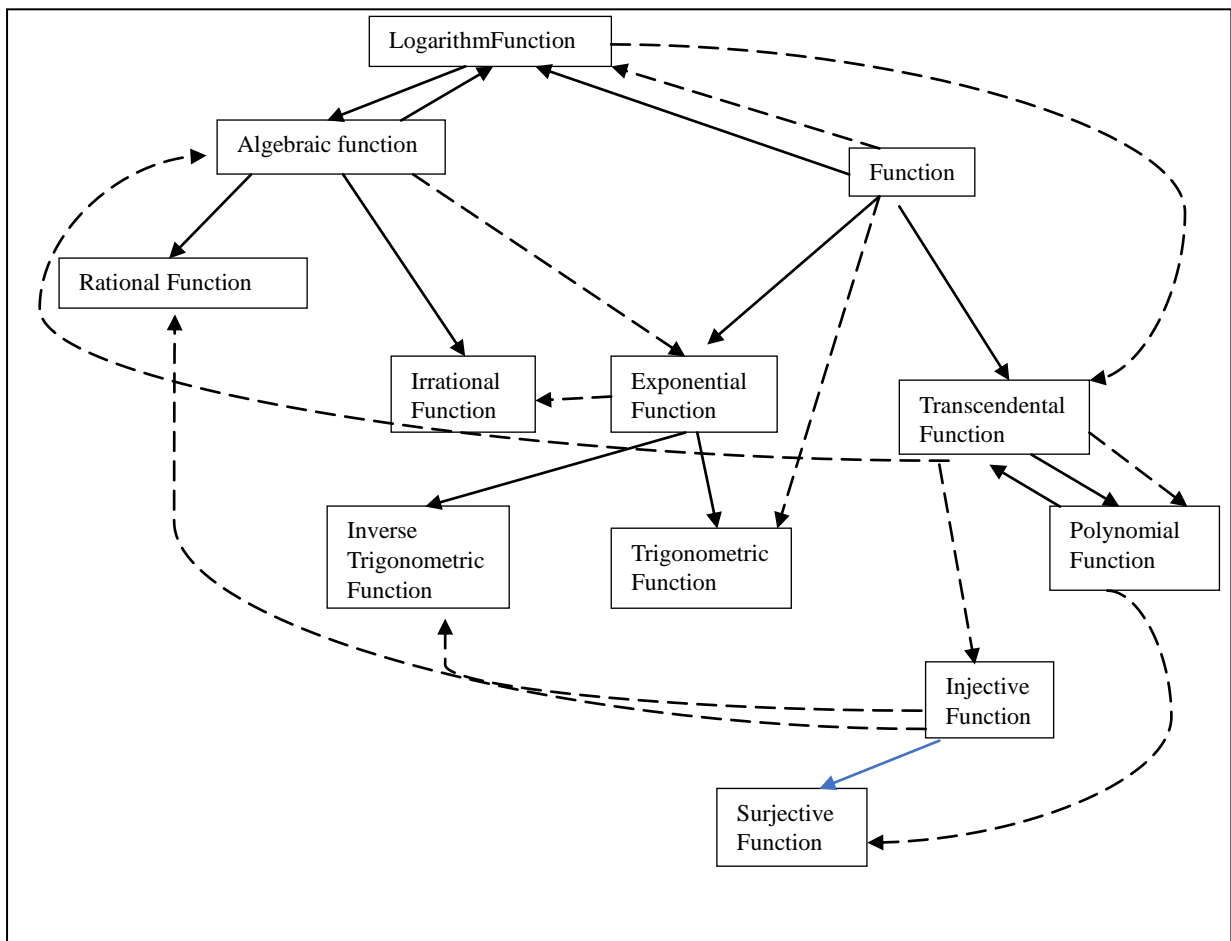 LogarithmFunction
Algebraic function
Function
Rational Function
Irrational
Function
Exponential
Function
Transcendental
Function
Inverse
Trigonometric
Function
Trigonometric
Function
Polynomial
Function
Injective
Function
Surjective
Function